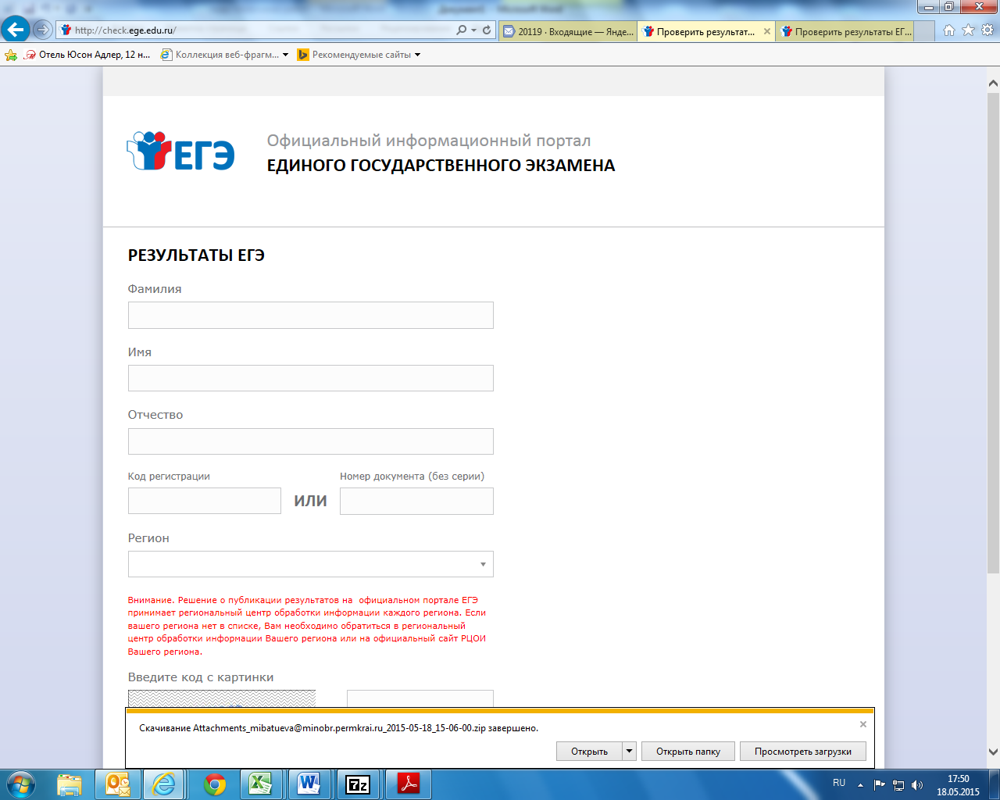 http://check.ege.edu.ru/
20119 · Входящие — Янде...
Проверить результат...
Проверить результаты ЕГ...
Отель Юсон Адлер, 12 н...
Коллекция веб-фрагм...
Рекомендуемые сайты
ЕГЭ
Официальный информационный портал
ЕДИНОГО ГОСУДАРСТВЕННОГО ЭКЗАМЕНА
РЕЗУЛЬТАТЫ ЕГЭ
Фамилия
Имя
Отчество
Код регистрации
Номер документа (без серии)
ИЛИ
Регион
Внимание. Решение о публикации результатов на официальном портале ЕГЭ
принимает региональный центр обработки информации каждого региона. Если
вашего региона нет в списке, Вам необходимо обратиться в региональный
центр обработки информации Вашего региона или на официальный сайт РЦОИ
Вашего региона.
Введите код с картинки
Скачивание Attachments_mibatueva@minobr.permkrai.ru_2015-05-18_15-06-00.zip завершено.
Открыть
Открыть папку
Просмотреть загрузки
7z
RU
17:50
18.05.2015